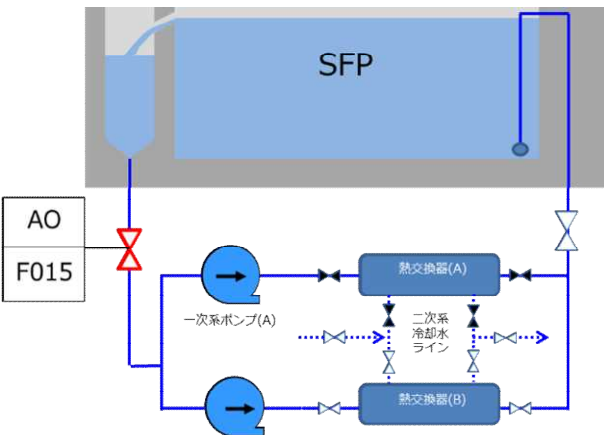 SFP
AO
F015
一次系ポンプ(A)
熱交換器(A)
二次系
冷却水
ライン
熱交換器(B)